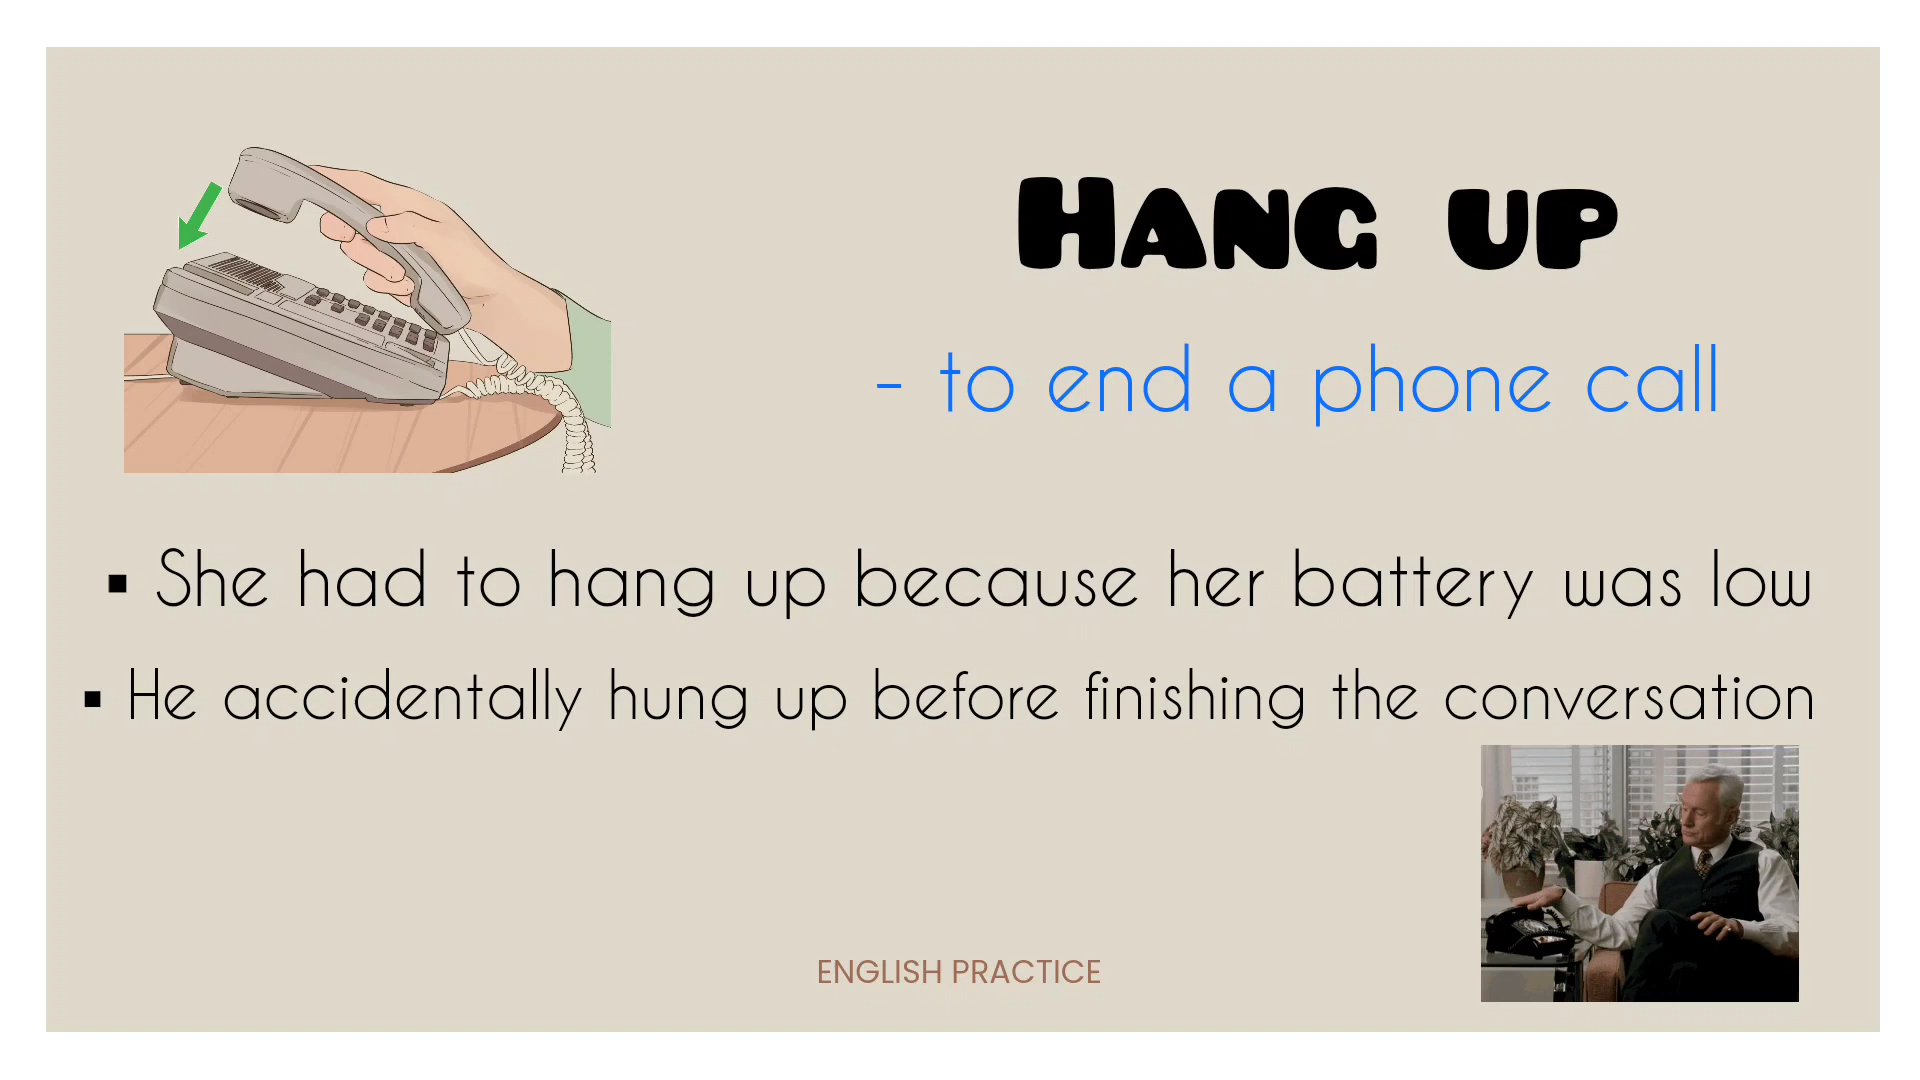 Hang up
- to end a phone call
▪ She had to hang up because her battery was low
▪ He accidentally hung up before finishing the conversation
ENGLISH PRACTICE